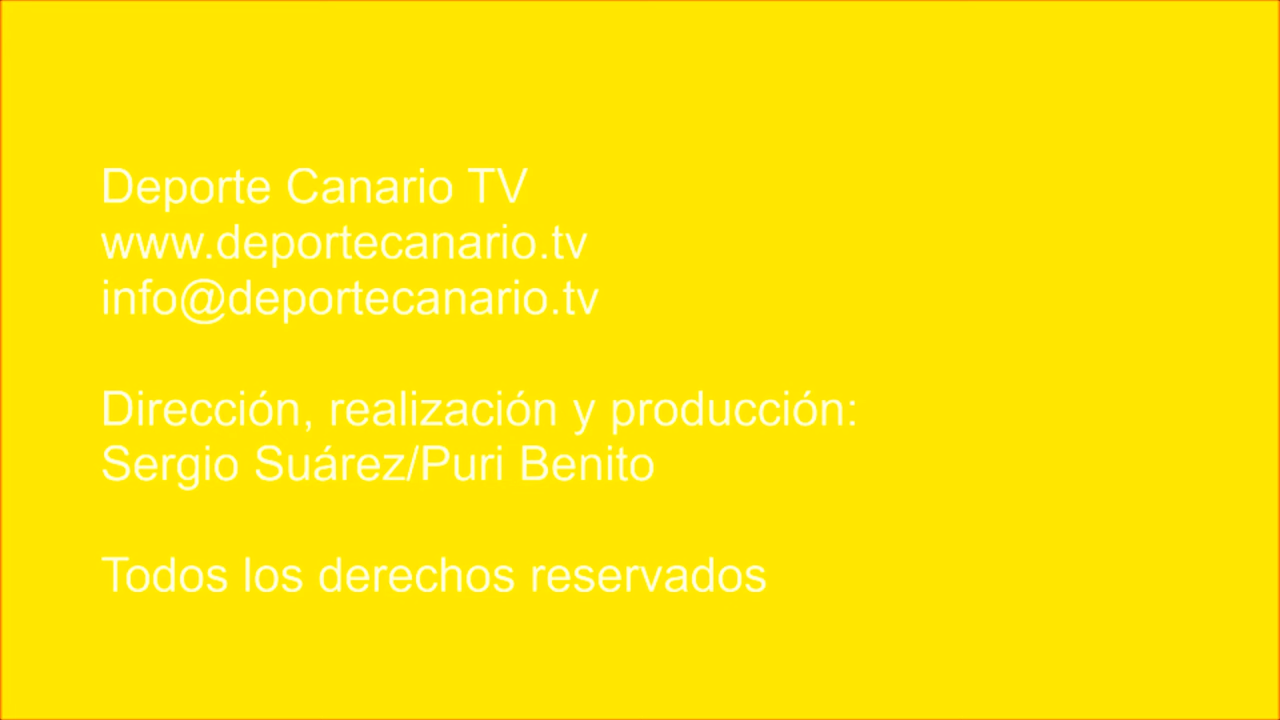 Deporte Canario TV
www.deportecanario.tv
info@deportecanario.tv
Dirección, realización y producción:
Sergio Suárez/Puri Benito
Todos los derechos reservados